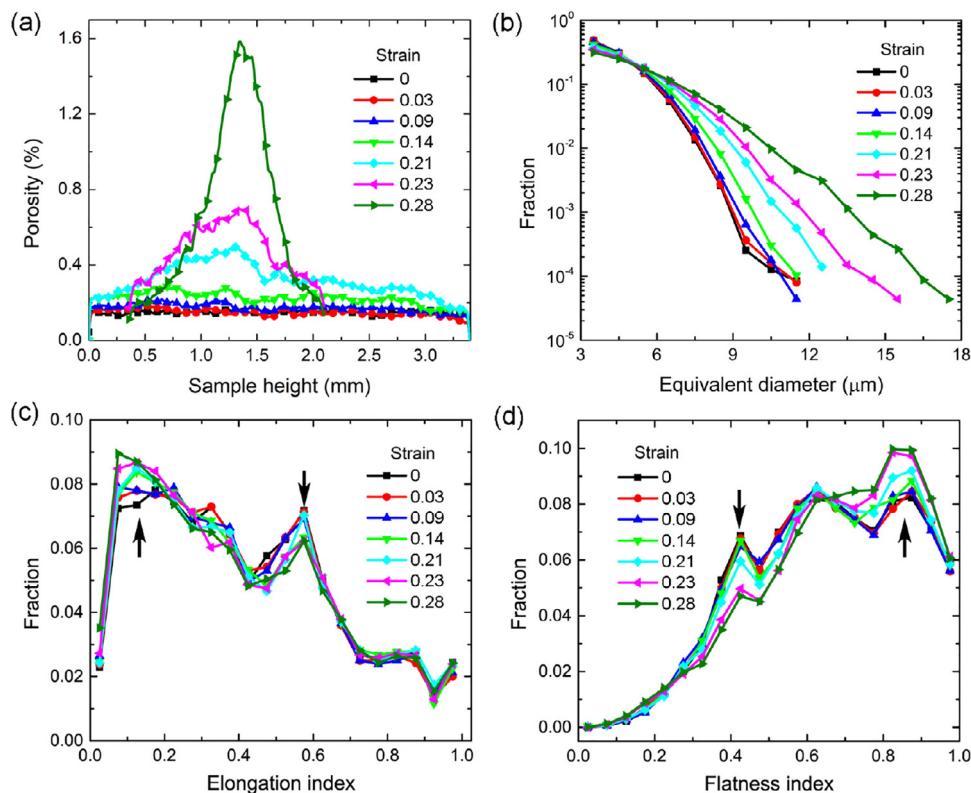 (a)
Porosity (%)
1.6
1.2
0.8
0.4
0.0
0.0 0.5 1.0 1.5 2.0 2.5 3.0
Sample height (mm)
Strain
0
0.03
0.09
0.14
0.21
0.23
0.28
(b)
Fraction
10^0
10^-1
10^-2
10^-3
10^-4
10^-5
3 6 9 12 15 18
Equivalent diameter (μm)
Strain
0
0.03
0.09
0.14
0.21
0.23
0.28
(c)
Fraction
0.10
0.08
0.06
0.04
0.02
0.00
0.0 0.2 0.4 0.6 0.8 1.0
Elongation index
Strain
0
0.03
0.09
0.14
0.21
0.23
0.28
(d)
Fraction
0.10
0.08
0.06
0.04
0.02
0.00
0.0 0.2 0.4 0.6 0.8 1.0
Flatness index
Strain
0
0.03
0.09
0.14
0.21
0.23
0.28